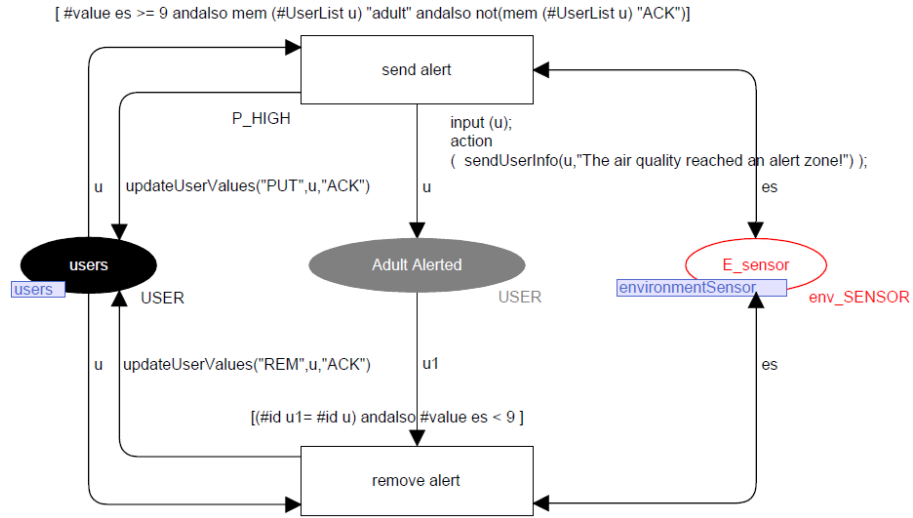 [ #value es >= 9 andalso mem (#UserList u) "adult" andalso not(mem (#UserList u) "ACK")]
send alert
P_HIGH
input (u);
action
( sendUserInfo(u,"The air quality reached an alert zone!") );
u
updateUserValues("PUT",u,"ACK")
u
es
users
Adult Alerted
E_sensor
users
environmentSensor
USER
USER
env_SENSOR
u
updateUserValues("REM",u,"ACK")
u1
es
[(#id u1= #id u) andalso #value es < 9 ]
remove alert